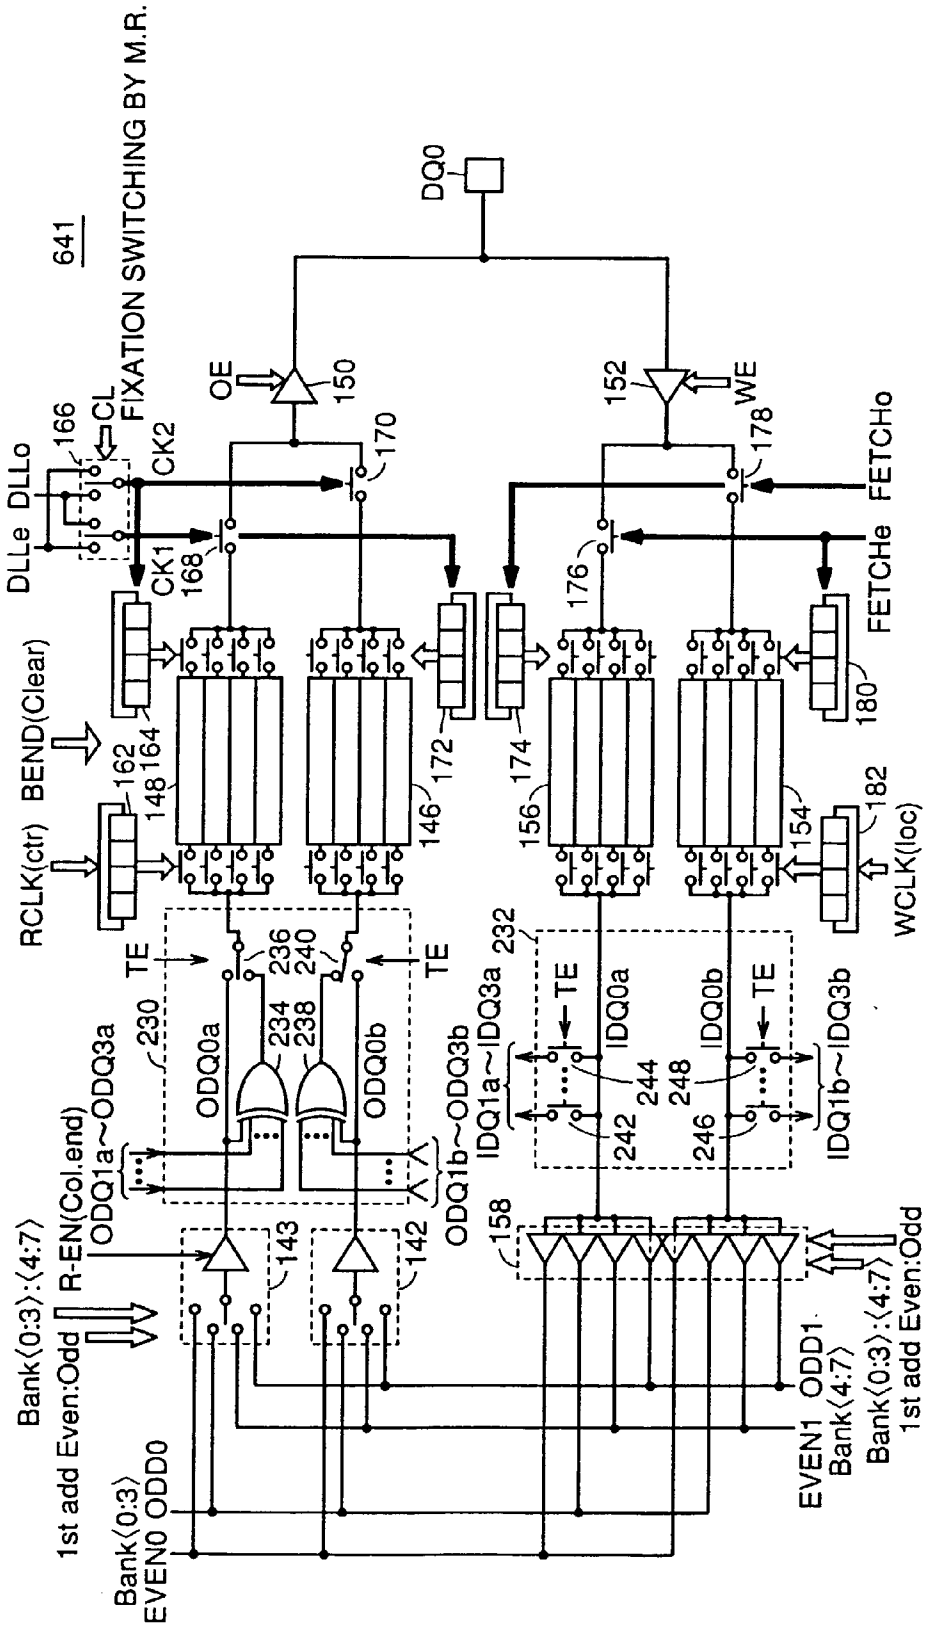 641
FIXATION SWITCHING BY M.R.
DLLe DLLo
166
CL
CK2
CK1
168
170
OE
150
DQ0
152
WE
176
178
FETCHe FETCHo
RCLK(ctr) BEND(Clear)
162
164
148
146
172
174
156
154
180
182
WCLK(loc)
TE
236
240
TE
230
234
238
ODQ0a
ODQ0b
ODQ1a~ODQ3a
ODQ1b~ODQ3b
232
TE
IDQ0a
IDQ0b
TE
IDQ1a~IDQ3a
244
248
242
246
IDQ1b~IDQ3b
R-EN(Col.end)
Bank⟨0:3⟩:⟨4:7⟩
1st add Even:Odd
143
142
158
Bank⟨0:3⟩
EVEN0 ODD0
EVEN1 ODD1
Bank⟨4:7⟩
Bank⟨0:3⟩:⟨4:7⟩
1st add Even:Odd